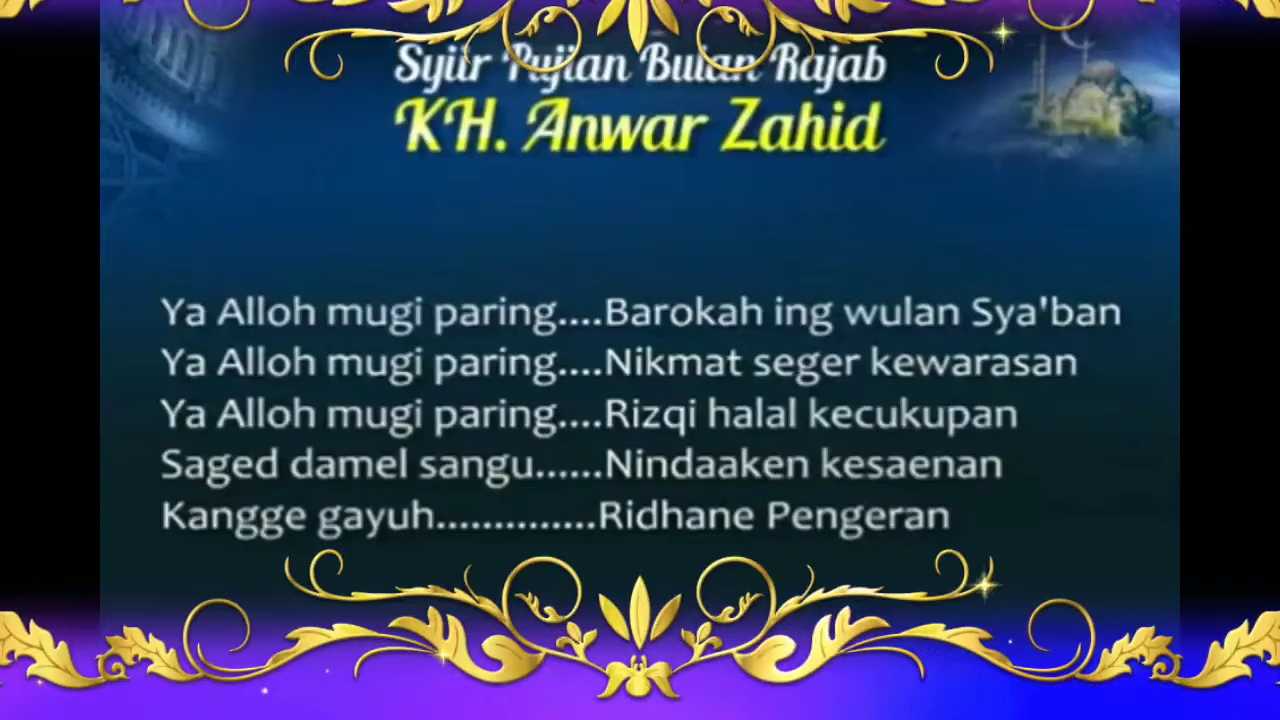 Syiir Pujian Bulan Rajab
KH. Anwar Zahid
Ya Alloh mugi paring....Barokah ing wulan Sya'ban
Ya Alloh mugi paring....Nikmat seger kewarasan
Ya Alloh mugi paring....Rizqi halal kecukupan
Saged damel sangu......Nindaaken kesaenan
Kangge gayuh..............Ridhane Pengeran